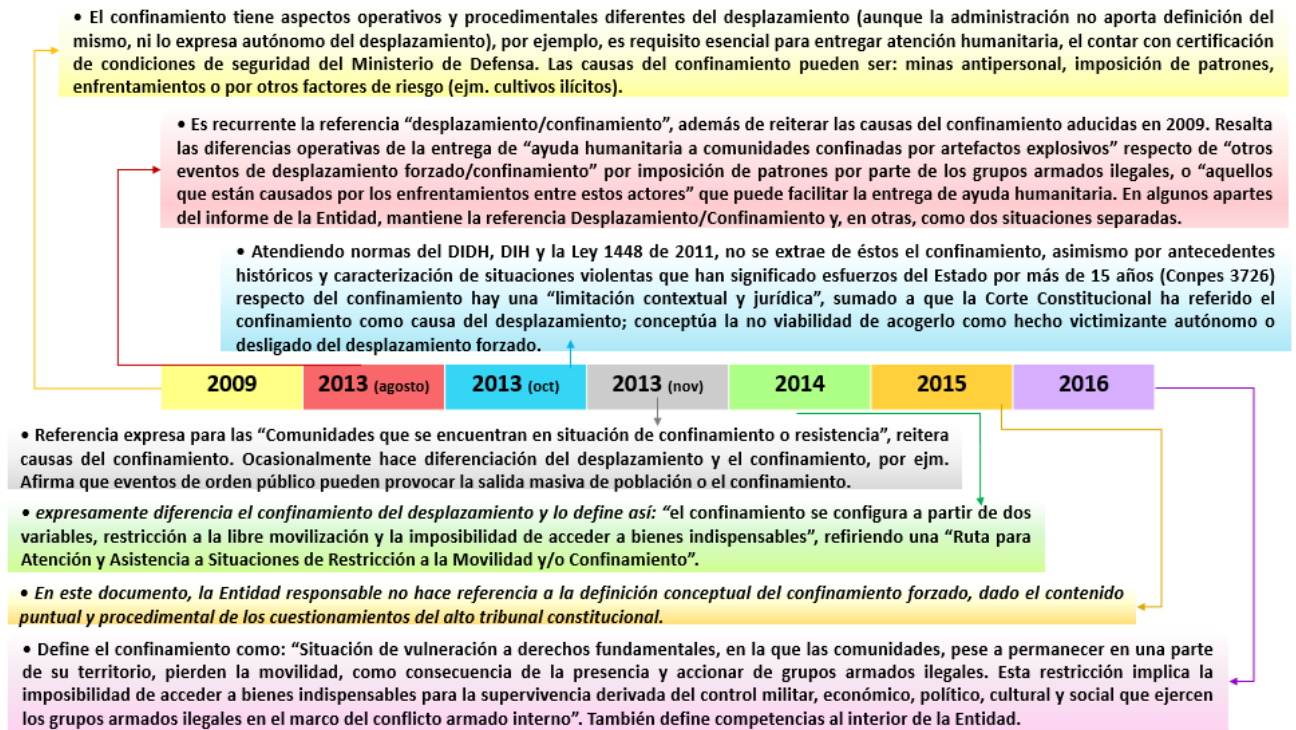 • El confinamiento tiene aspectos operativos y procedimentales diferentes del desplazamiento (aunque la administración no aporta definición del
mismo, ni lo expresa autónomo del desplazamiento), por ejemplo, es requisito esencial para entregar atención humanitaria, el contar con certificación
de condiciones de seguridad del Ministerio de Defensa. Las causas del confinamiento pueden ser: minas antipersonal, imposición de patrones,
enfrentamientos o por otros factores de riesgo (ejm. cultivos ilícitos).
• Es recurrente la referencia “desplazamiento/confinamiento”, además de reiterar las causas del confinamiento aducidas en 2009. Resalta
las diferencias operativas de la entrega de “ayuda humanitaria a comunidades confinadas por artefactos explosivos” respecto de “otros
eventos de desplazamiento forzado/confinamiento” por imposición de patrones por parte de los grupos armados ilegales, o “aquellos
que están causados por los enfrentamientos entre estos actores” que puede facilitar la entrega de ayuda humanitaria. En algunos apartes
del informe de la Entidad, mantiene la referencia Desplazamiento/Confinamiento y, en otras, como dos situaciones separadas.
• Atendiendo normas del DIDH, DIH y la Ley 1448 de 2011, no se extrae de éstos el confinamiento, asimismo por antecedentes
históricos y caracterización de situaciones violentas que han significado esfuerzos del Estado por más de 15 años (Conpes 3726)
respecto del confinamiento hay una “limitación contextual y jurídica”, sumado a que la Corte Constitucional ha referido el
confinamiento como causa del desplazamiento; conceptúa la no viabilidad de acogerlo como hecho victimizante autónomo o
desligado del desplazamiento forzado.
2009 2013 (agosto) 2013 (oct) 2013 (nov) 2014 2015 2016
• Referencia expresa para las “Comunidades que se encuentran en situación de confinamiento o resistencia”, reitera
causas del confinamiento. Ocasionalmente hace diferenciación del desplazamiento y el confinamiento, por ejm.
Afirma que eventos de orden público pueden provocar la salida masiva de población o el confinamiento.
• expresamente diferencia el confinamiento del desplazamiento y lo define así: “el confinamiento se configura a partir de dos
variables, restricción a la libre movilización y la imposibilidad de acceder a bienes indispensables”, refiriendo una “Ruta para
Atención y Asistencia a Situaciones de Restricción a la Movilidad y/o Confinamiento”.
• En este documento, la Entidad responsable no hace referencia a la definición conceptual del confinamiento forzado, dado el contenido
puntual y procedimental de los cuestionamientos del alto tribunal constitucional.
• Define el confinamiento como: “Situación de vulneración a derechos fundamentales, en la que las comunidades, pese a permanecer en una parte
de su territorio, pierden la movilidad, como consecuencia de la presencia y accionar de grupos armados ilegales. Esta restricción implica la
imposibilidad de acceder a bienes indispensables para la supervivencia derivada del control militar, económico, político, cultural y social que ejercen
los grupos armados ilegales en el marco del conflicto armado interno”. También define competencias al interior de la Entidad.